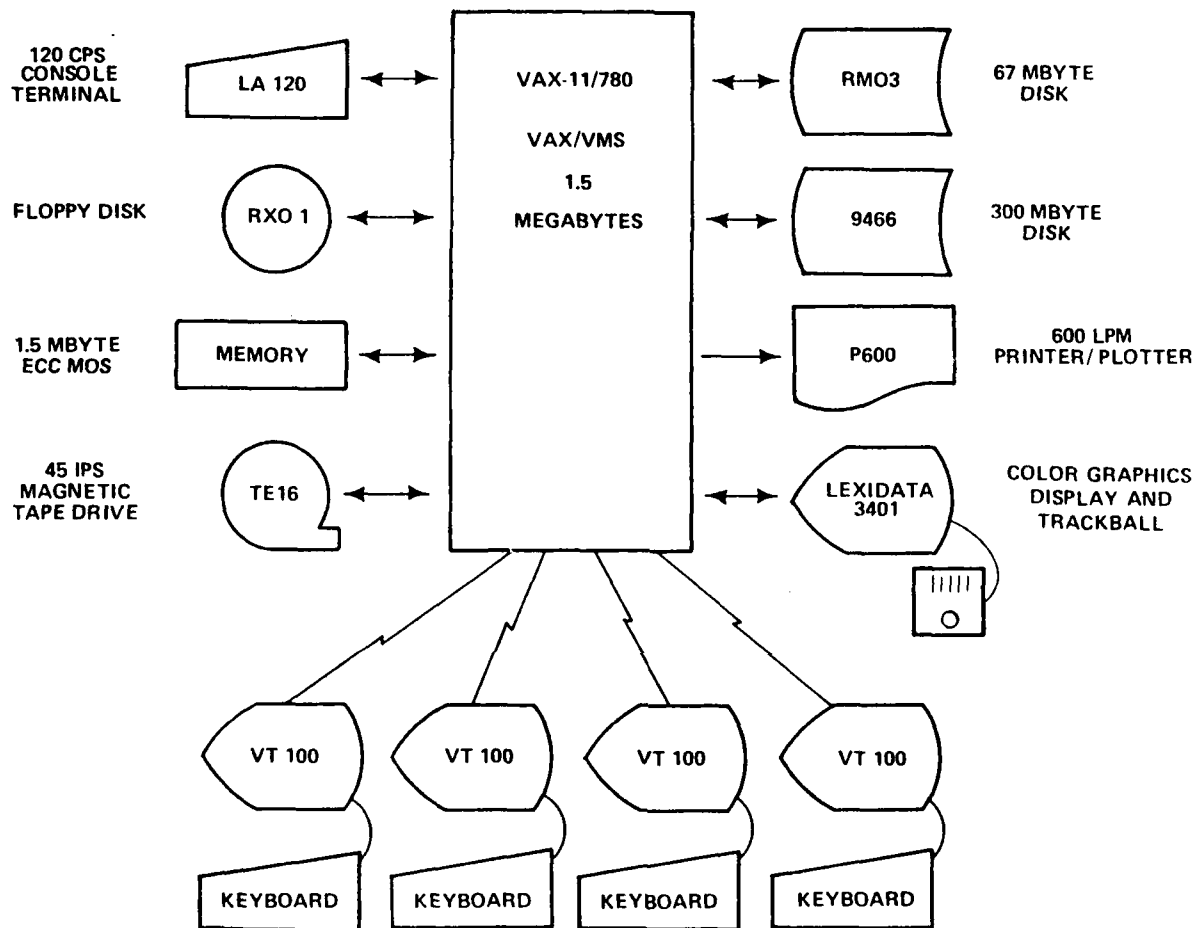 120 CPS
CONSOLE
TERMINAL
LA 120
VAX-11/780
VAX/VMS
1.5
MEGABYTES
RMO3
67 MBYTE
DISK
FLOPPY DISK
RXO 1
9466
300 MBYTE
DISK
1.5 MBYTE
ECC MOS
MEMORY
P600
600 LPM
PRINTER/PLOTTER
45 IPS
MAGNETIC
TAPE DRIVE
TE16
LEXIDATA
3401
COLOR GRAPHICS
DISPLAY AND
TRACKBALL
VT 100
VT 100
VT 100
VT 100
KEYBOARD
KEYBOARD
KEYBOARD
KEYBOARD